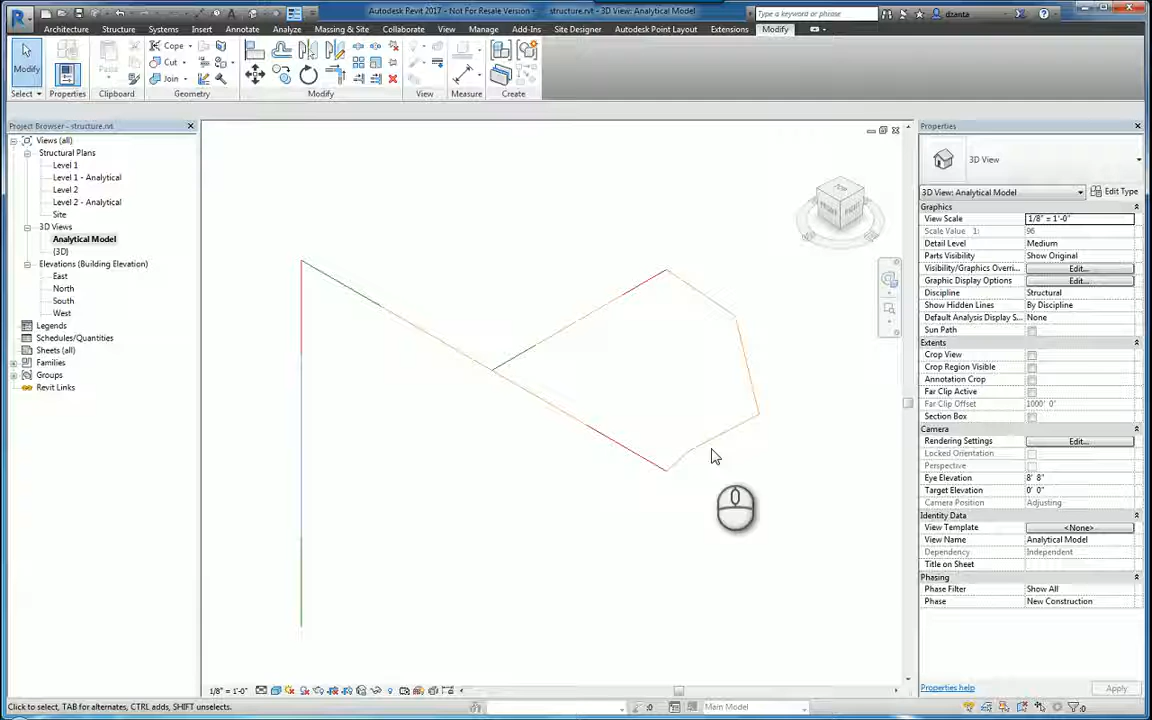 Autodesk Revit 2017 - Not For Resale Version - structure.rvt - 3D View: Analytical Model
Type a keyword or phrase
dzanta
Architecture Structure Systems Insert Annotate Analyze Massing & Site Collaborate View Manage Add-Ins Site Designer Autodesk Point Layout Extensions Modify
Modify
Paste
Cope
Cut
Join
Select Properties Clipboard Geometry Modify View Measure Create
Project Browser - structure.rvt
Views (all)
Structural Plans
Level 1
Level 1 - Analytical
Level 2
Level 2 - Analytical
Site
3D Views
Analytical Model
{3D}
Elevations (Building Elevation)
East
North
South
West
Legends
Schedules/Quantities
Sheets (all)
Families
Groups
Revit Links
TOP
FRONT
RIGHT
Properties
3D View
3D View: Analytical Model Edit Type
Graphics
View Scale 1/8" = 1'-0"
Scale Value 1: 96
Detail Level Medium
Parts Visibility Show Original
Visibility/Graphics Overri... Edit...
Graphic Display Options Edit...
Discipline Structural
Show Hidden Lines By Discipline
Default Analysis Display S... None
Sun Path
Extents
Crop View
Crop Region Visible
Annotation Crop
Far Clip Active
Far Clip Offset 1000' 0"
Section Box
Camera
Rendering Settings Edit...
Locked Orientation
Perspective
Eye Elevation 8' 8"
Target Elevation 0' 0"
Camera Position Adjusting
Identity Data
View Template <None>
View Name Analytical Model
Dependency Independent
Title on Sheet
Phasing
Phase Filter Show All
Phase New Construction
Properties help Apply
1/8" = 1'-0"
Click to select, TAB for alternates, CTRL adds, SHIFT unselects.
:0
Main Model
:0